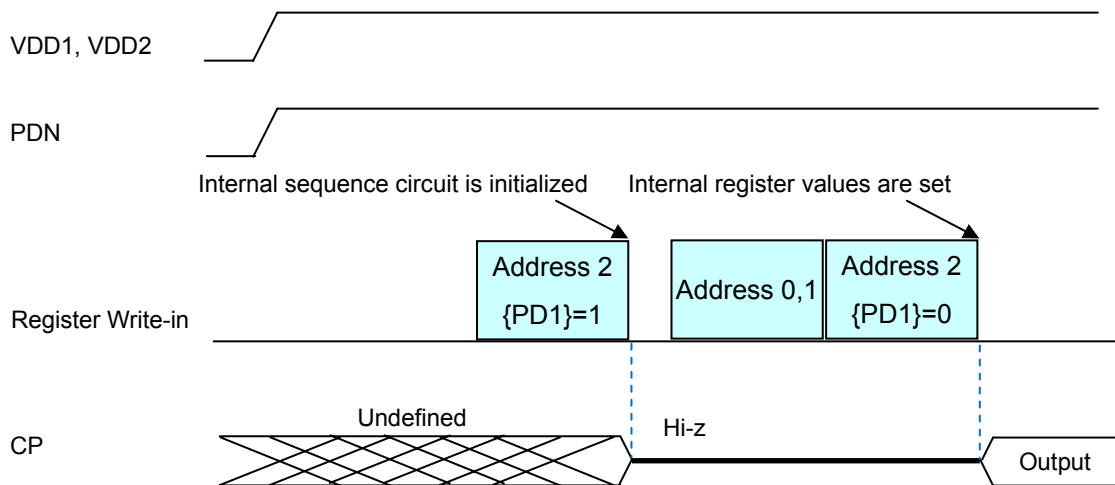 VDD1, VDD2
PDN
Internal sequence circuit is initialized
Internal register values are set
Register Write-in
Address 2
{PD1}=1
Address 0,1
Address 2
{PD1}=0
CP
Undefined
Hi-z
Output